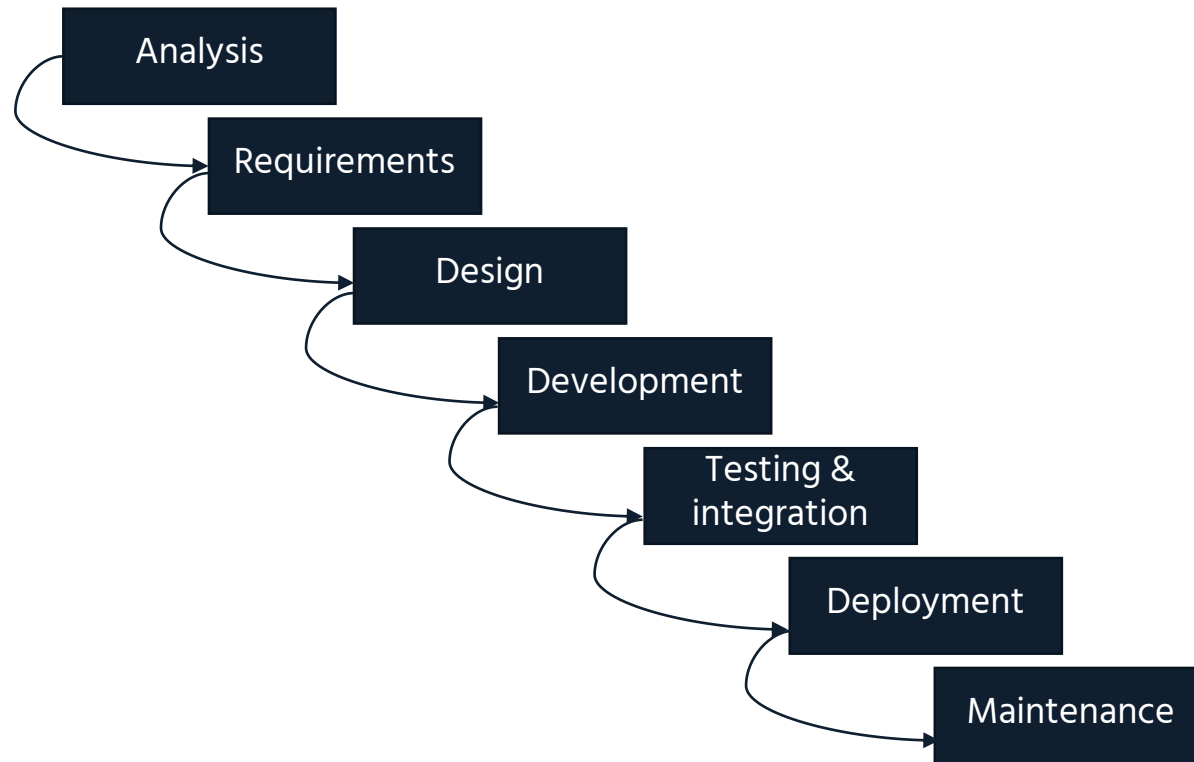 Analysis
Requirements
Design
Development
Testing &
integration
Deployment
Maintenance